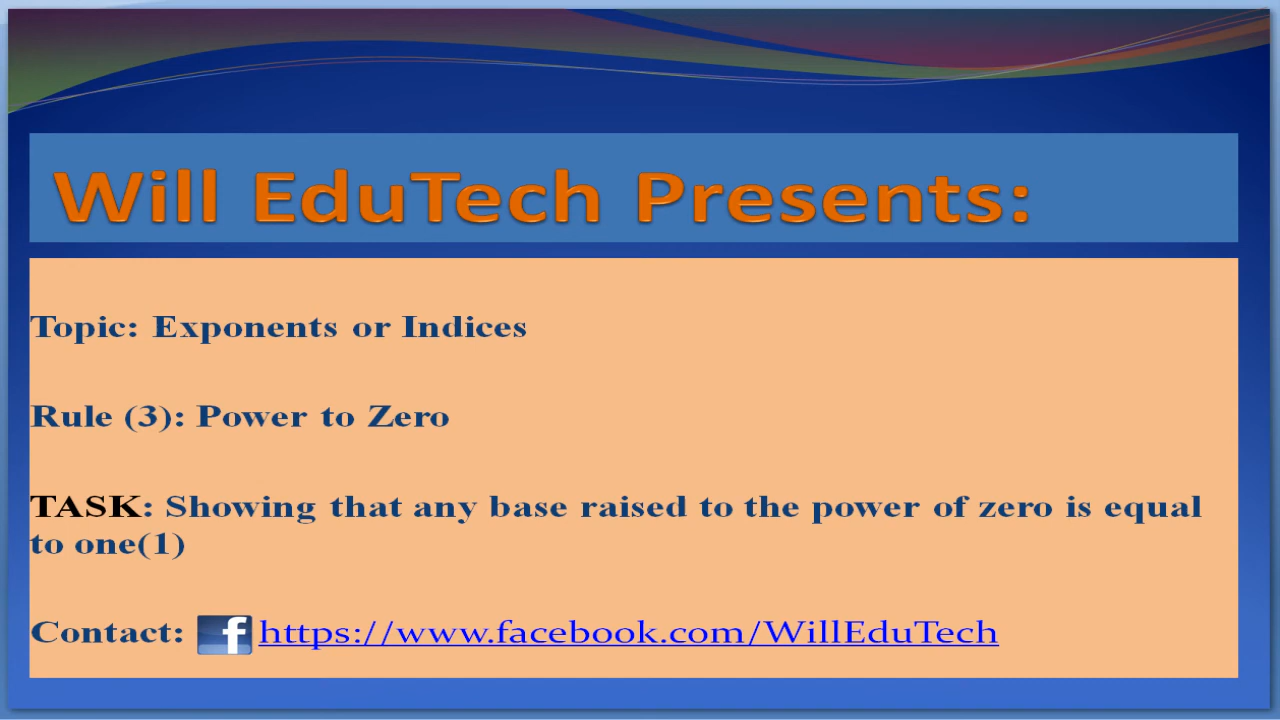 Will EduTech Presents:
Topic: Exponents or Indices
Rule (3): Power to Zero
TASK: Showing that any base raised to the power of zero is equal
to one(1)
Contact: f https://www.facebook.com/WillEduTech